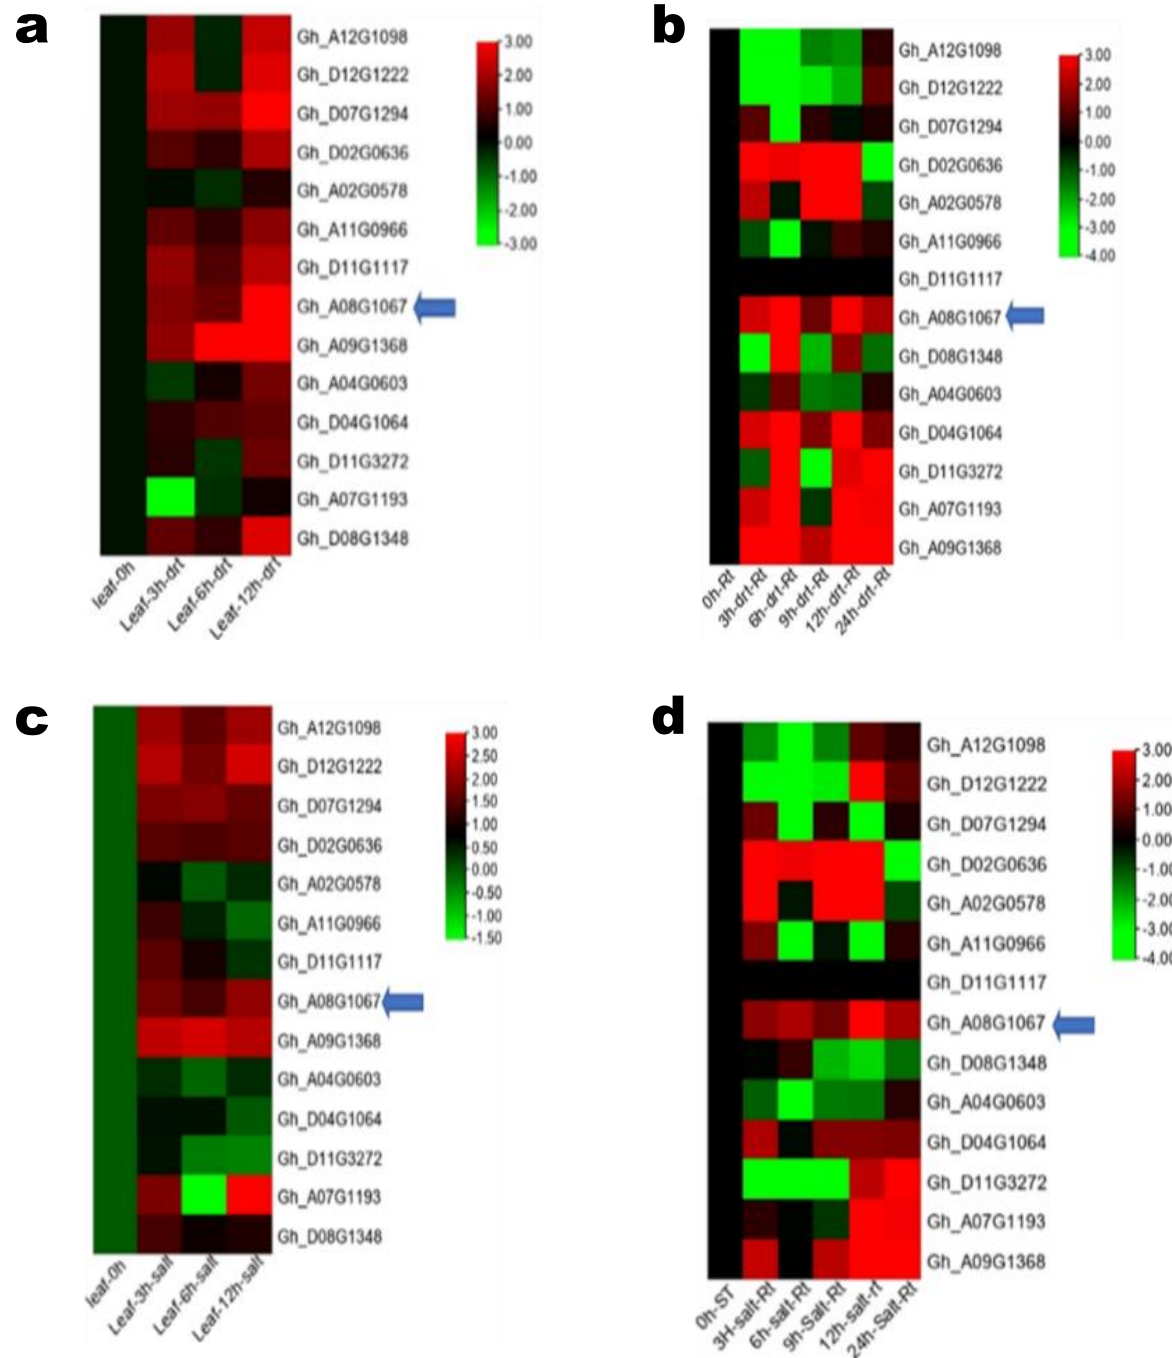 a
Gh_A12G1098
Gh_D12G1222
Gh_D07G1294
Gh_D02G0636
Gh_A02G0578
Gh_A11G0966
Gh_D11G1117
Gh_A08G1067
Gh_A09G1368
Gh_A04G0603
Gh_D04G1064
Gh_D11G3272
Gh_A07G1193
Gh_D08G1348
3.00
2.00
1.00
0.00
-1.00
-2.00
-3.00
leaf-0h
Leaf-3h-drt
Leaf-6h-drt
Leaf-12h-drt
b
Gh_A12G1098
Gh_D12G1222
Gh_D07G1294
Gh_D02G0636
Gh_A02G0578
Gh_A11G0966
Gh_D11G1117
Gh_A08G1067
Gh_D08G1348
Gh_A04G0603
Gh_D04G1064
Gh_D11G3272
Gh_A07G1193
Gh_A09G1368
3.00
2.00
1.00
0.00
-1.00
-2.00
-3.00
-4.00
0h-Rt
3h-drt-Rt
6h-drt-Rt
9h-drt-Rt
12h-drt-Rt
24h-drt-Rt
c
Gh_A12G1098
Gh_D12G1222
Gh_D07G1294
Gh_D02G0636
Gh_A02G0578
Gh_A11G0966
Gh_D11G1117
Gh_A08G1067
Gh_A09G1368
Gh_A04G0603
Gh_D04G1064
Gh_D11G3272
Gh_A07G1193
Gh_D08G1348
3.00
2.50
2.00
1.50
1.00
0.50
0.00
-0.50
-1.00
-1.50
leaf-0h
Leaf-3h-salt
Leaf-6h-salt
Leaf-12h-salt
d
Gh_A12G1098
Gh_D12G1222
Gh_D07G1294
Gh_D02G0636
Gh_A02G0578
Gh_A11G0966
Gh_D11G1117
Gh_A08G1067
Gh_D08G1348
Gh_A04G0603
Gh_D04G1064
Gh_D11G3272
Gh_A07G1193
Gh_A09G1368
3.00
2.00
1.00
0.00
-1.00
-2.00
-3.00
-4.00
0h-ST
3H-salt-Rt
6h-salt-Rt
9h-Salt-Rt
12h-salt-rt
24h-Salt-Rt